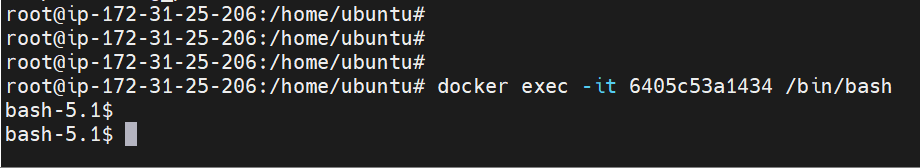 root@ip-172-31-25-206:/home/ubuntu#
root@ip-172-31-25-206:/home/ubuntu#
root@ip-172-31-25-206:/home/ubuntu#
root@ip-172-31-25-206:/home/ubuntu# docker exec -it 6405c53a1434 /bin/bash
bash-5.1$
bash-5.1$